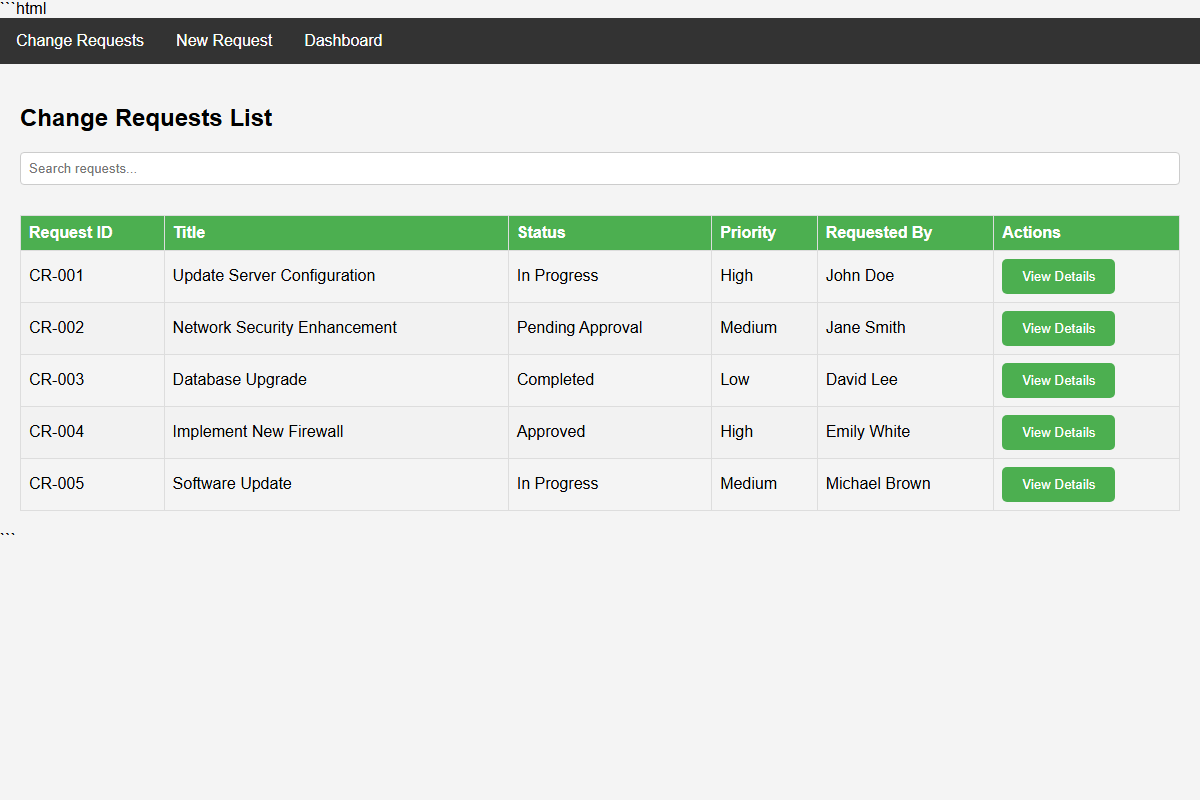 ```html
Change Requests New Request Dashboard
Change Requests List
Search requests...
Request ID Title Status Priority Requested By Actions
CR-001 Update Server Configuration In Progress High John Doe View Details
CR-002 Network Security Enhancement Pending Approval Medium Jane Smith View Details
CR-003 Database Upgrade Completed Low David Lee View Details
CR-004 Implement New Firewall Approved High Emily White View Details
CR-005 Software Update In Progress Medium Michael Brown View Details
```